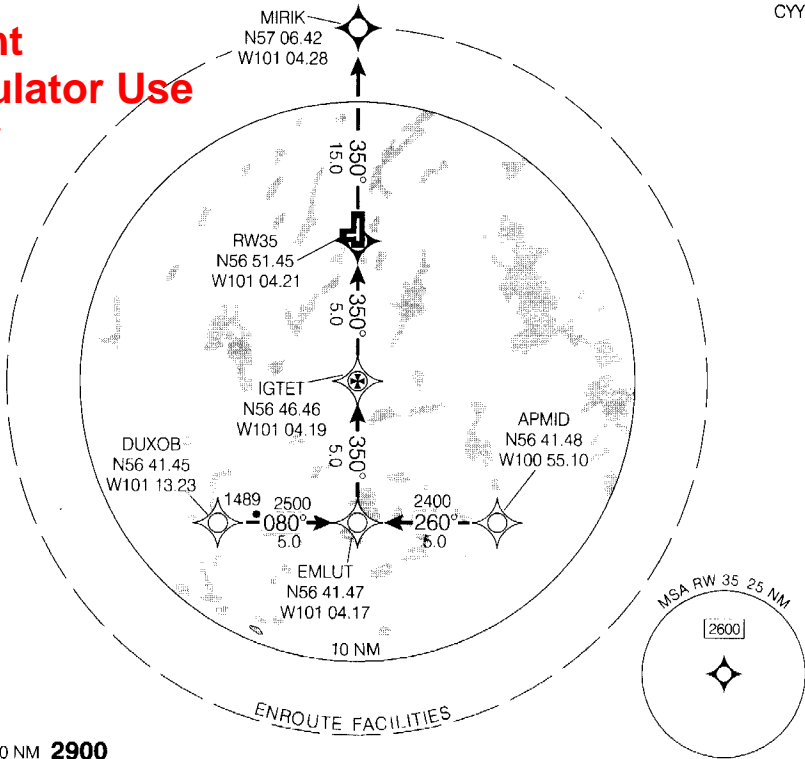 MIRIK
N57 06.42
W101 04.28
CYY
nt
ulator Use
350°
15.0
RW35
N56 51.45
W101 04.21
350°
5.0
IGTET
N56 46.46
W101 04.19
APMID
N56 41.48
W100 55.10
DUXOB
N56 41.45
W101 13.23
350°
5.0
1489
2500
080°
5.0
2400
260°
5.0
EMLUT
N56 41.47
W101 04.17
10 NM
MSA RW 35 25 NM
2600
ENROUTE FACILITIES
0 NM 2900